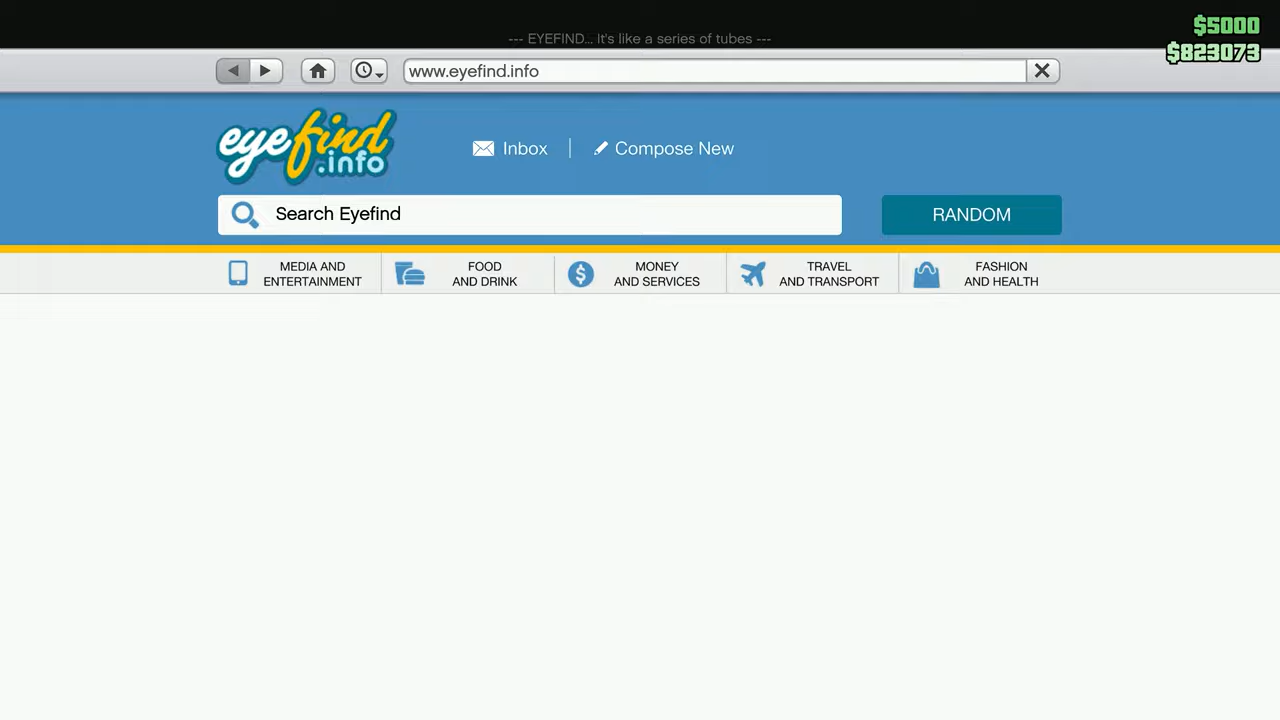 $5000
--- EYEFIND... It's like a series of tubes ---
$823073
www.eyefind.info
eyefind
.info
Inbox
Compose New
Search Eyefind
RANDOM
MEDIA AND
ENTERTAINMENT
FOOD
AND DRINK
MONEY
AND SERVICES
TRAVEL
AND TRANSPORT
FASHION
AND HEALTH